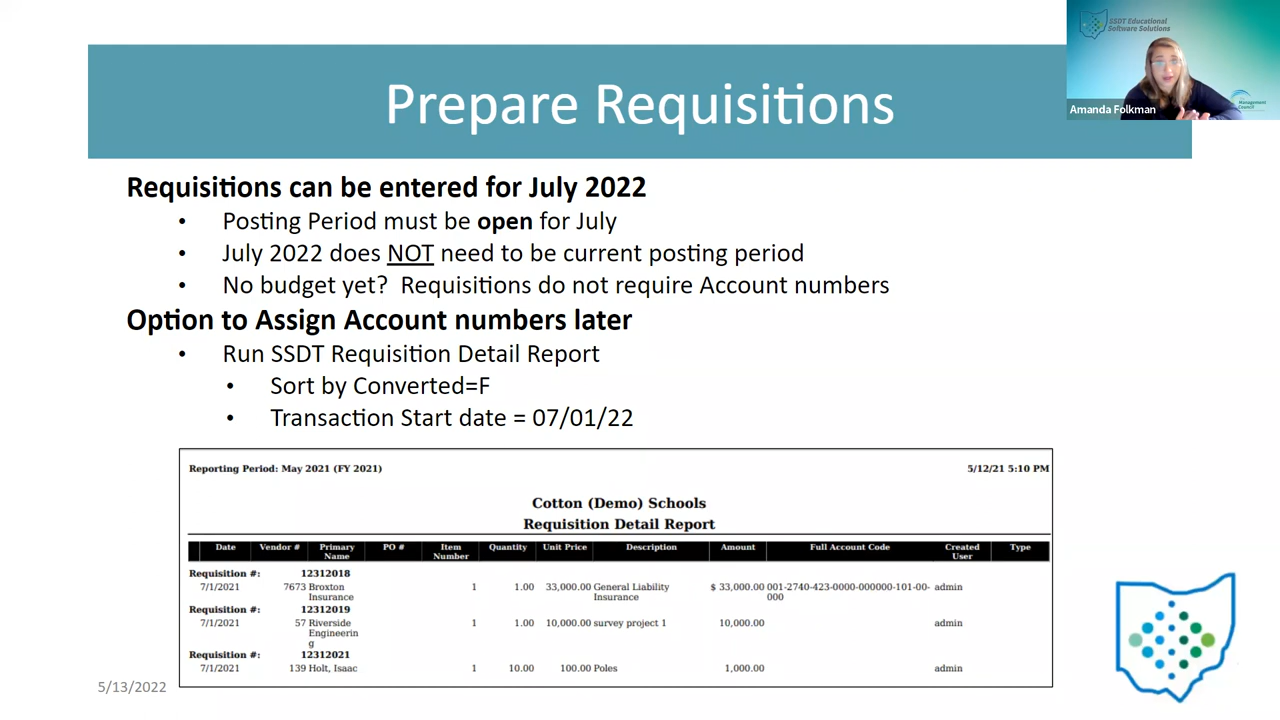 SSDT Educational
Software Solutions
Management
Council
Amanda Folkman
Prepare Requisitions
Requisitions can be entered for July 2022
• Posting Period must be open for July
• July 2022 does NOT need to be current posting period
• No budget yet? Requisitions do not require Account numbers
Option to Assign Account numbers later
• Run SSDT Requisition Detail Report
• Sort by Converted=F
• Transaction Start date = 07/01/22
Reporting Period: May 2021 (FY 2021) 5/12/21 5:10 PM
Cotton (Demo) Schools
Requisition Detail Report
Date Vendor # Primary PO # Item Quantity Unit Price Description Amount Full Account Code Created Type
Name Number User
Requisition #: 12312018
7/1/2021 7673 Broxton 1 1.00 33,000.00 General Liability $ 33,000.00 001-2740-423-0000-000000-101-00- admin
Insurance Insurance 000
Requisition #: 12312019
7/1/2021 57 Riverside 1 1.00 10,000.00 survey project 1 10,000.00 admin
Engineerin
g
Requisition #: 12312021
7/1/2021 139 Holt, Isaac 1 10.00 100.00 Poles 1,000.00 admin
5/13/2022